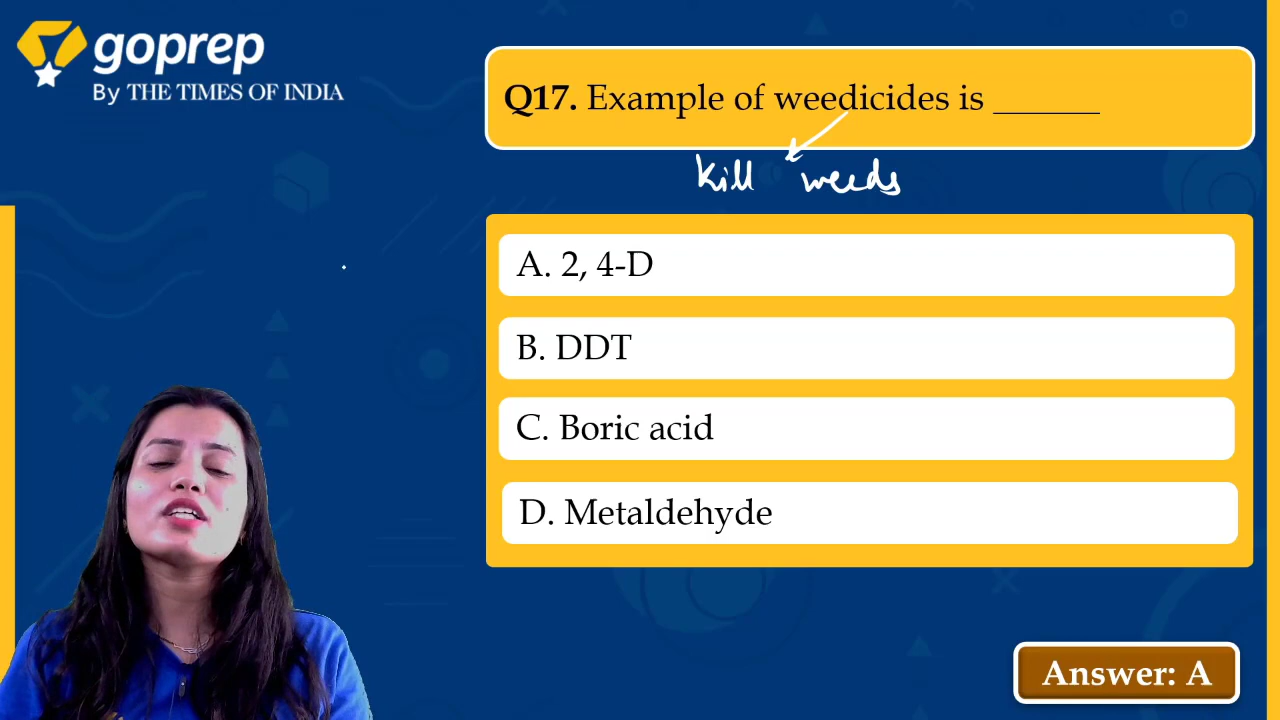 goprep
By THE TIMES OF INDIA
Q17. Example of weedicides is ______
Kill weeds
A. 2, 4-D
B. DDT
C. Boric acid
D. Metaldehyde
Answer: A